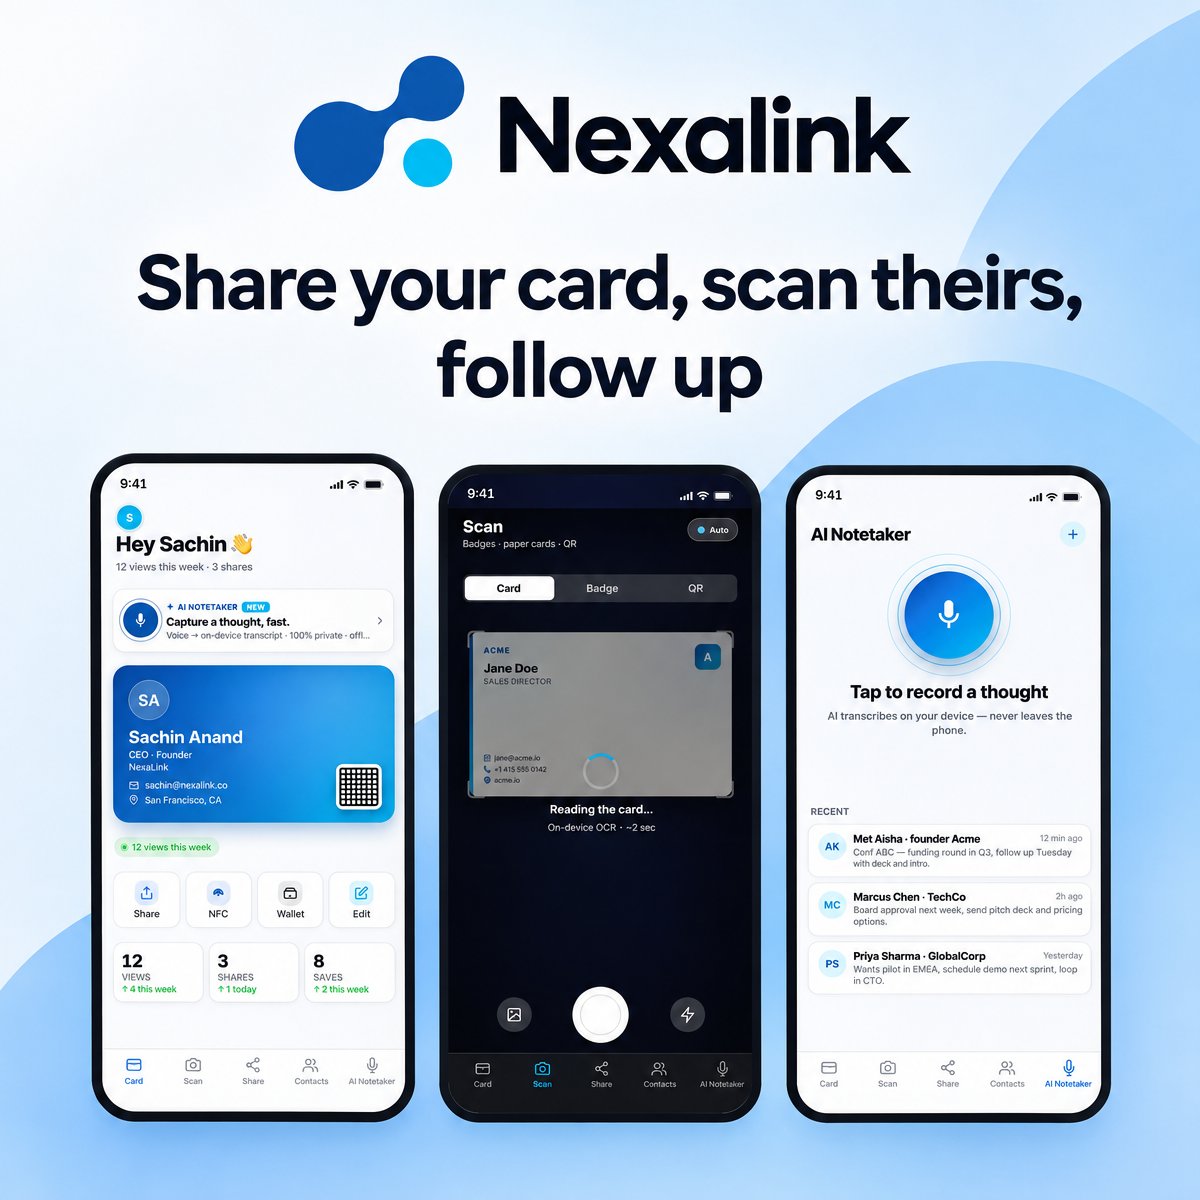 Nexalink
Share your card, scan theirs,
follow up
9:41
S
Hey Sachin 👋
12 views this week · 3 shares
AI NOTETAKER NEW
Capture a thought, fast.
Voice → on-device transcript · 100% private · offl...
SA
Sachin Anand
CEO · Founder
NexaLink
sachin@nexalink.co
San Francisco, CA
12 views this week
Share NFC Wallet Edit
12 3 8
VIEWS SHARES SAVES
↑ 4 this week ↑ 1 today ↑ 2 this week
Card Scan Share Contacts AI Notetaker
9:41
Scan
Auto
Badges · paper cards · QR
Card Badge QR
ACME
A
Jane Doe
SALES DIRECTOR
jane@acme.io
+1 415 555 0142
acme.io
Reading the card...
On-device OCR · ~2 sec
Card Scan Share Contacts AI Notetaker
9:41
AI Notetaker
+
Tap to record a thought
AI transcribes on your device — never leaves the
phone.
RECENT
AK
Met Aisha · founder Acme 12 min ago
Conf ABC — funding round in Q3, follow up Tuesday
with deck and intro.
MC
Marcus Chen · TechCo 2h ago
Board approval next week, send pitch deck and pricing
options.
PS
Priya Sharma · GlobalCorp Yesterday
Wants pilot in EMEA, schedule demo next sprint, loop
in CTO.
Card Scan Share Contacts AI Notetaker